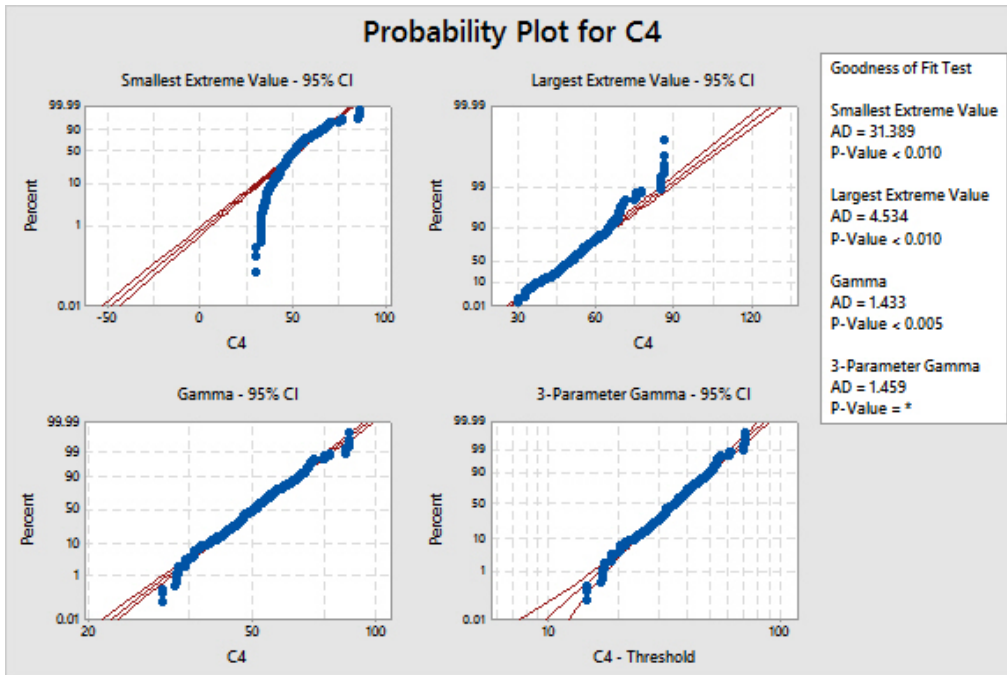 Probability Plot for C4
Smallest Extreme Value - 95% CI
99.99
90
50
10
1
0.01
Percent
-50 0 50 100
C4
Largest Extreme Value - 95% CI
99.99
99
90
50
10
0.01
Percent
30 60 90 120
C4
Gamma - 95% CI
99.99
99
90
50
10
1
0.01
Percent
20 50 100
C4
3-Parameter Gamma - 95% CI
99.99
99
90
50
10
1
0.01
Percent
10 100
C4 - Threshold
Goodness of Fit Test
Smallest Extreme Value
AD = 31.389
P-Value < 0.010
Largest Extreme Value
AD = 4.534
P-Value < 0.010
Gamma
AD = 1.433
P-Value < 0.005
3-Parameter Gamma
AD = 1.459
P-Value = *